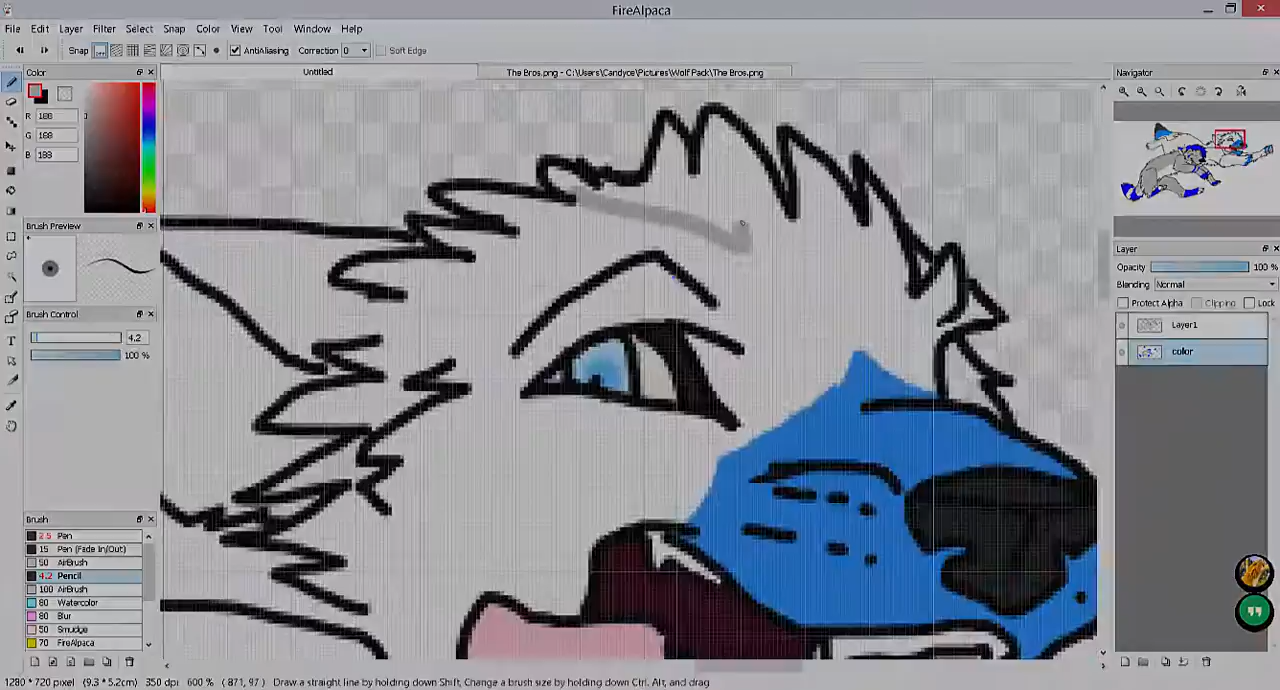 FireAlpaca
File Edit Layer Filter Select Snap Color View Tool Window Help
Snap AntiAliasing Correction 0 Soft Edge
Color
Untitled
The Bros.png - C:\Users\Candyce\Pictures\Wolf Pack\The Bros.png
Navigator
R 188
G 188
B 188
Brush Preview
Layer
Opacity 100 %
Blending Normal
Protect Alpha Clipping Lock
Layer1
color
Brush Control
4.2
100 %
Brush
2.5 Pen
15 Pen (Fade In/Out)
50 AirBrush
4.2 Pencil
100 AirBrush
80 Watercolor
80 Blur
50 Smudge
70 FireAlpaca
1280 * 720 pixel (9.3 * 5.2cm) 350 dpi 600 % ( 871, 97 ) Draw a straight line by holding down Shift, Change a brush size by holding down Ctrl, Alt, and drag